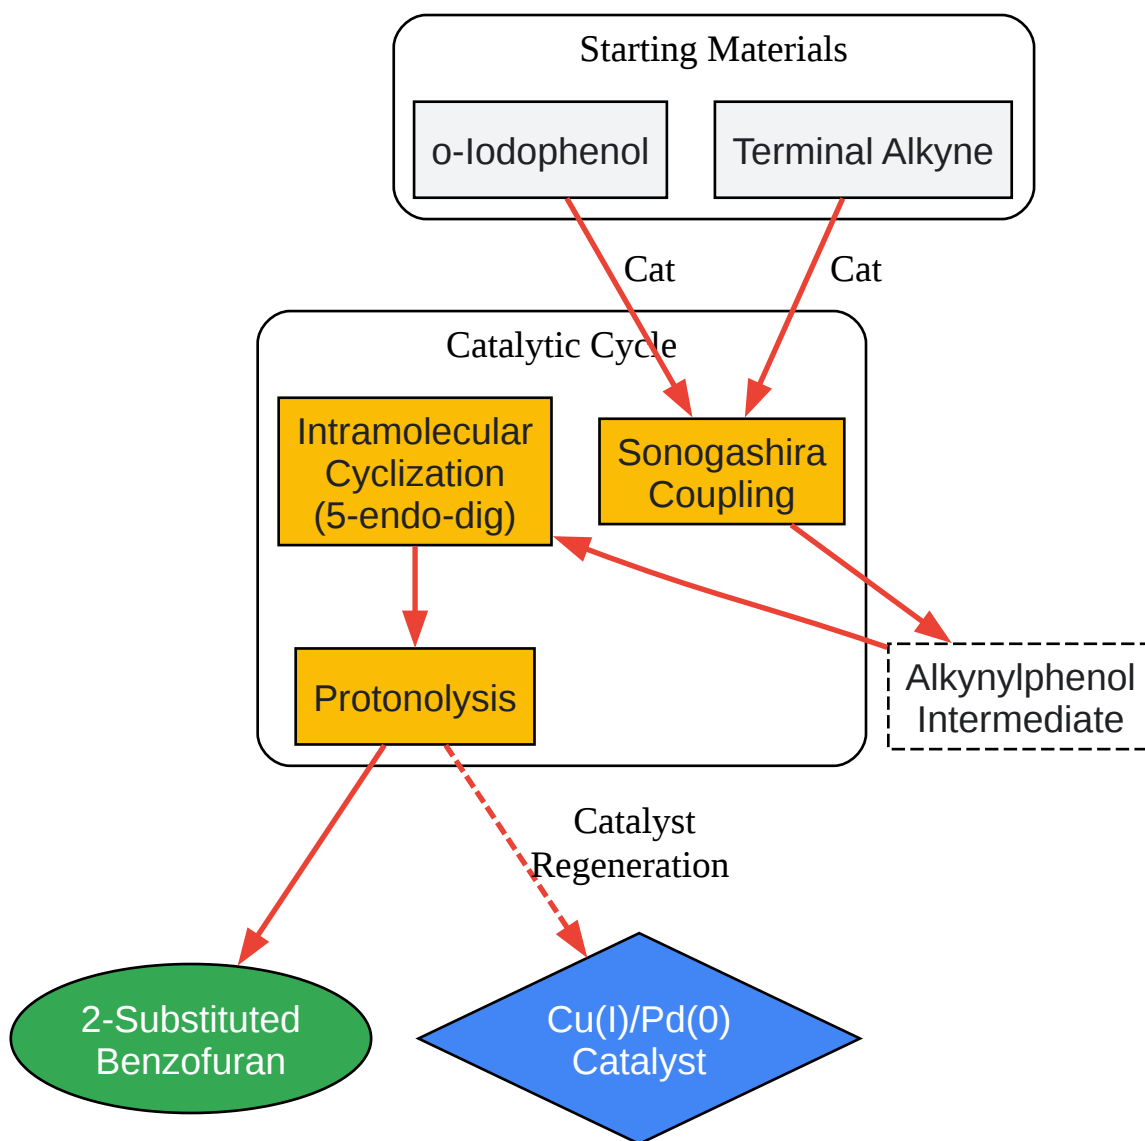 Starting Materials
o-Iodophenol
Terminal Alkyne
Cat
Cat
Catalytic Cycle
Intramolecular
Cyclization
(5-endo-dig)
Sonogashira
Coupling
Protonolysis
Alkynylphenol
Intermediate
Catalyst
Regeneration
2-Substituted
Benzofuran
Cu(I)/Pd(0)
Catalyst